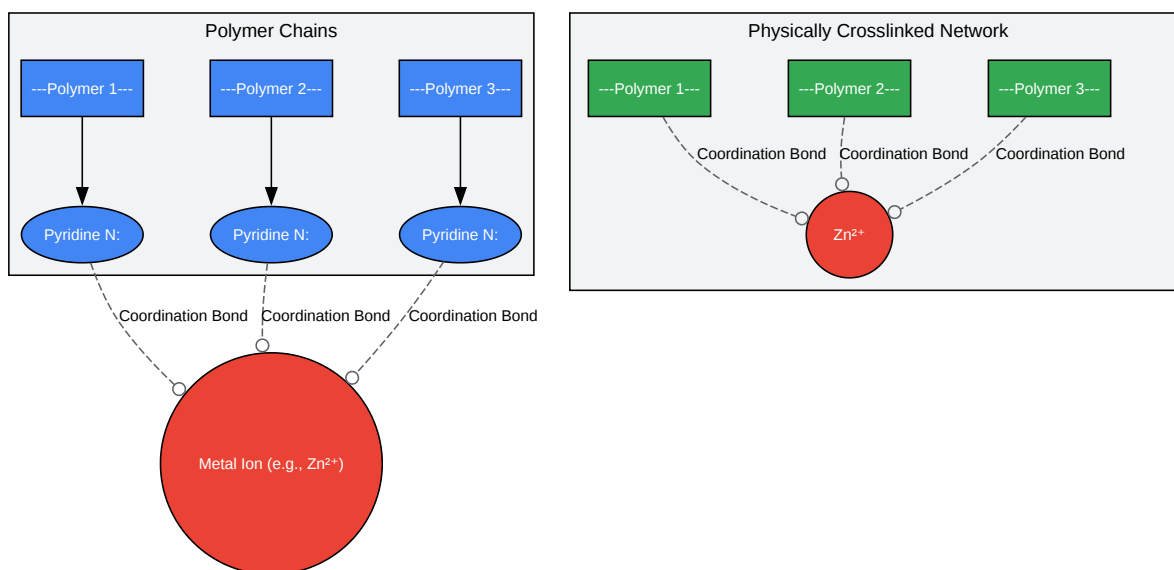 Polymer Chains
---Polymer 1---
---Polymer 2---
---Polymer 3---
Pyridine N:
Pyridine N:
Pyridine N:
Coordination Bond
Coordination Bond
Coordination Bond
Metal Ion (e.g., Zn²⁺)
Physically Crosslinked Network
---Polymer 1---
---Polymer 2---
---Polymer 3---
Coordination Bond
Coordination Bond
Coordination Bond
Zn²⁺